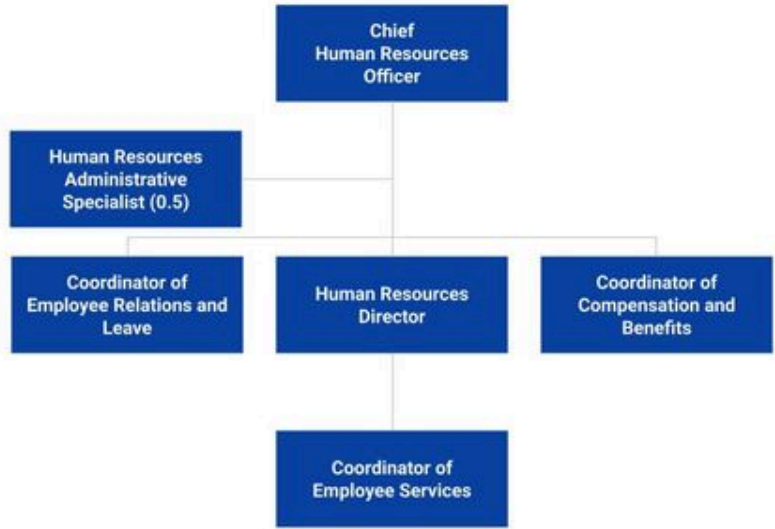 Chief
Human Resources
Officer
Human Resources
Administrative
Specialist (0.5)
Coordinator of
Employee Relations and
Leave
Human Resources
Director
Coordinator of
Compensation and
Benefits
Coordinator of
Employee Services